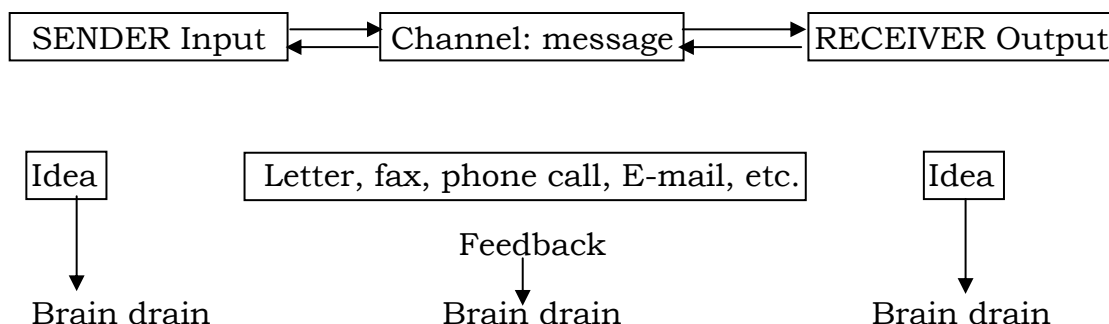 SENDER Input Channel: message RECEIVER Output
Idea Letter, fax, phone call, E-mail, etc. Idea
Feedback
Brain drain Brain drain Brain drain